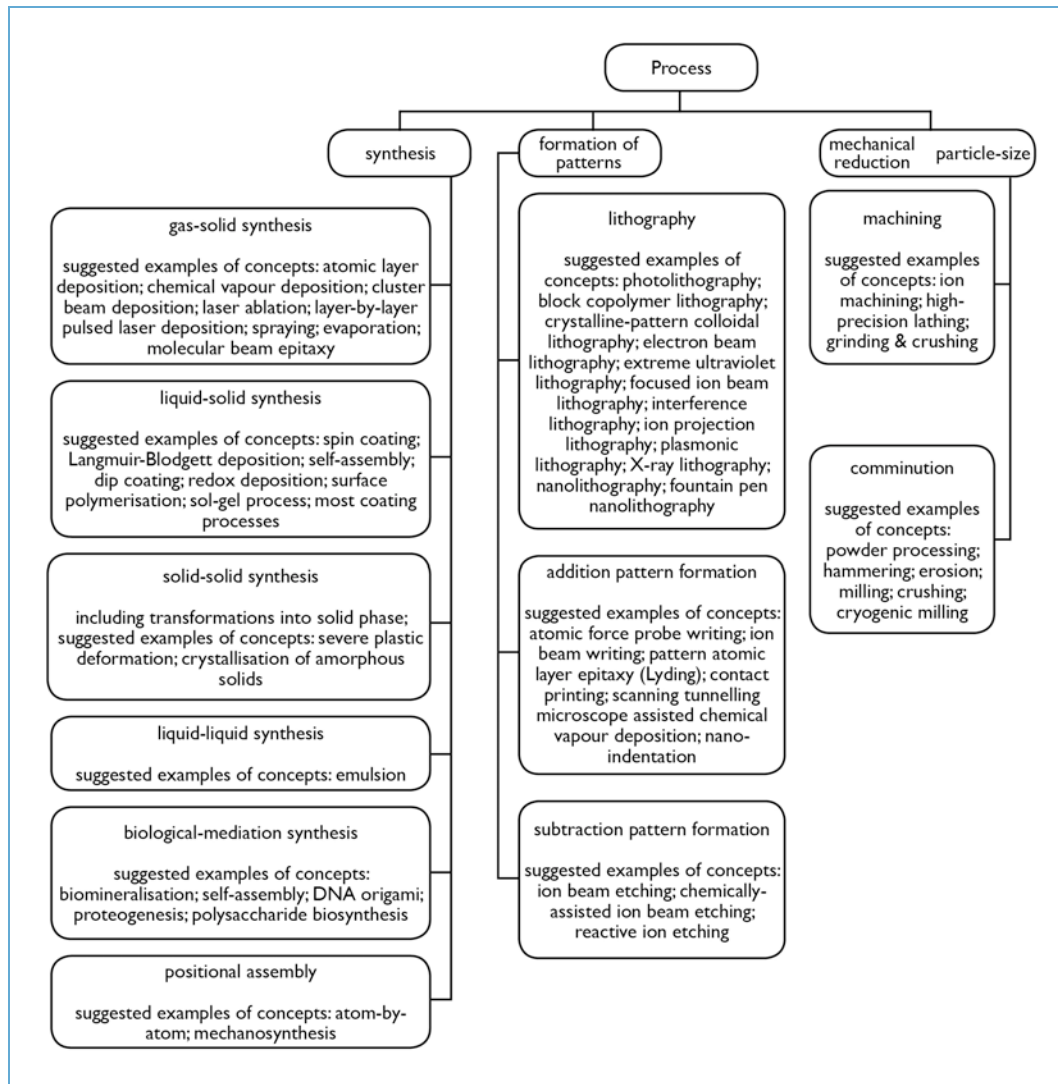 Process
synthesis
formation of
patterns
mechanical particle-size
reduction
gas-solid synthesis
suggested examples of concepts: atomic layer
deposition; chemical vapour deposition; cluster
beam deposition; laser ablation; layer-by-layer
pulsed laser deposition; spraying; evaporation;
molecular beam epitaxy
liquid-solid synthesis
suggested examples of concepts: spin coating;
Langmuir-Blodgett deposition; self-assembly;
dip coating; redox deposition; surface
polymerisation; sol-gel process; most coating
processes
solid-solid synthesis
including transformations into solid phase;
suggested examples of concepts: severe plastic
deformation; crystallisation of amorphous
solids
liquid-liquid synthesis
suggested examples of concepts: emulsion
biological-mediation synthesis
suggested examples of concepts:
biomineralisation; self-assembly; DNA origami;
proteogenesis; polysaccharide biosynthesis
positional assembly
suggested examples of concepts: atom-by-
atom; mechanosynthesis
lithography
suggested examples of
concepts: photolithography;
block copolymer lithography;
crystalline-pattern colloidal
lithography; electron beam
lithography; extreme ultraviolet
lithography; focused ion beam
lithography; interference
lithography; ion projection
lithography; plasmonic
lithography; X-ray lithography;
nanolithography; fountain pen
nanolithography
addition pattern formation
suggested examples of concepts:
atomic force probe writing; ion
beam writing; pattern atomic
layer epitaxy (Lyding); contact
printing; scanning tunnelling
microscope assisted chemical
vapour deposition; nano-
indentation
subtraction pattern formation
suggested examples of concepts:
ion beam etching; chemically-
assisted ion beam etching;
reactive ion etching
machining
suggested examples
of concepts: ion
machining; high-
precision lathing;
grinding & crushing
comminution
suggested examples
of concepts:
powder processing;
hammering; erosion;
milling; crushing;
cryogenic milling